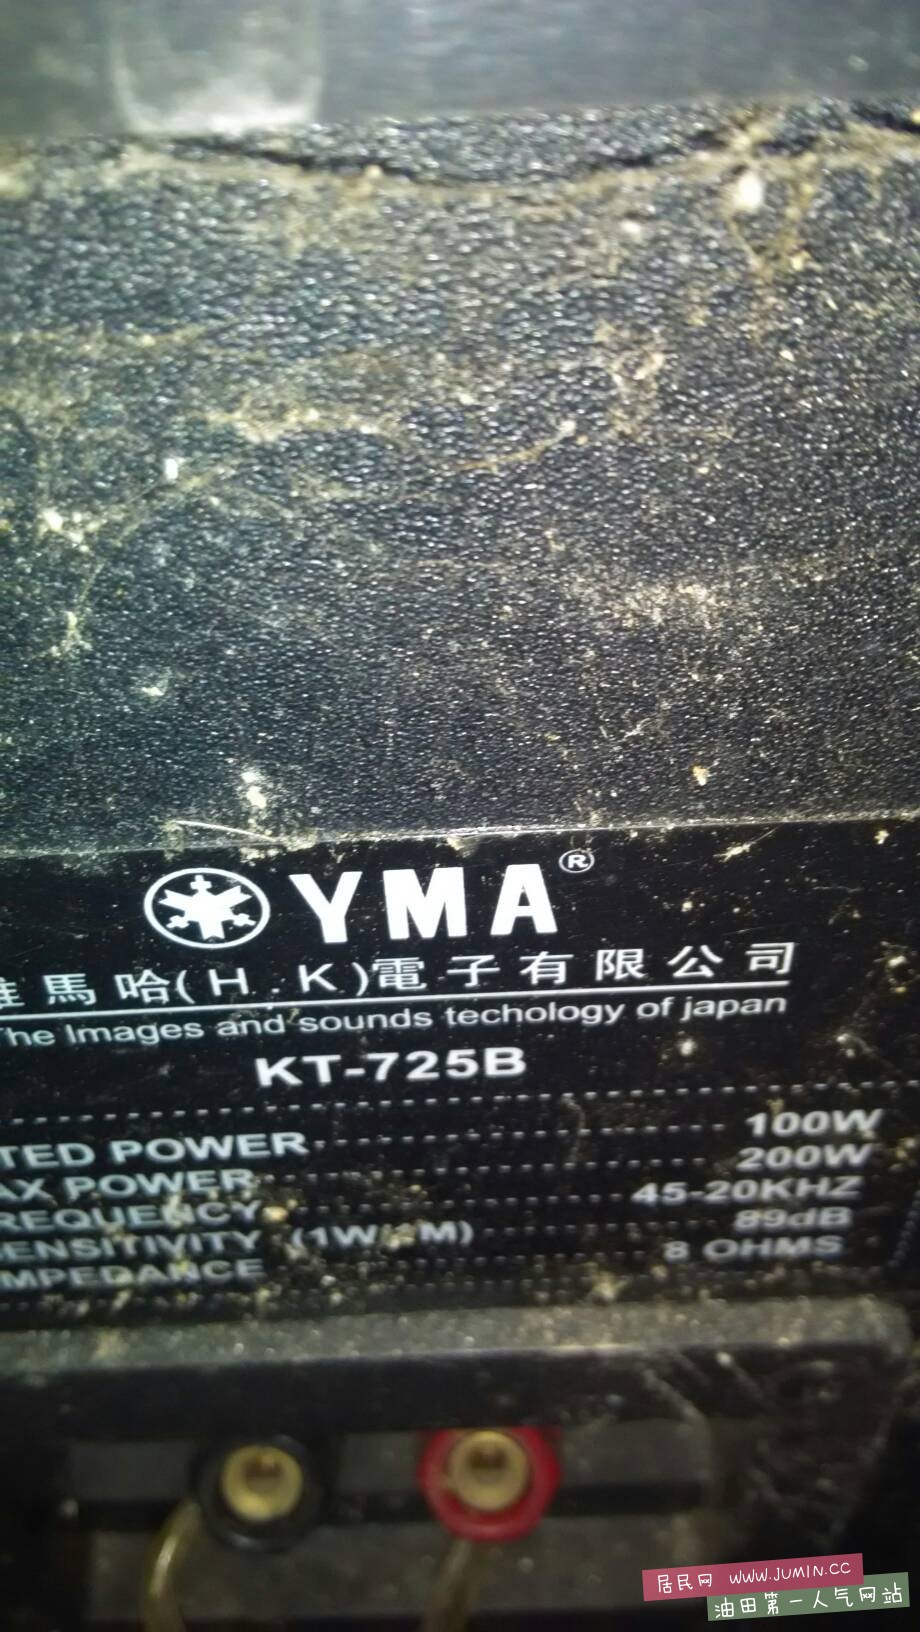 YMA®
馬哈(H.K)電子有限公司
The Images and sounds techology of japan
KT-725B
TED POWER 100W
AX POWER 200W
REQUENCY 45-20KHZ
ENSITIVITY (1W/ M) 89dB
MPEDANCE 8 OHMS
居民网 WWW.JUMIN.CC
油田第一人气网站